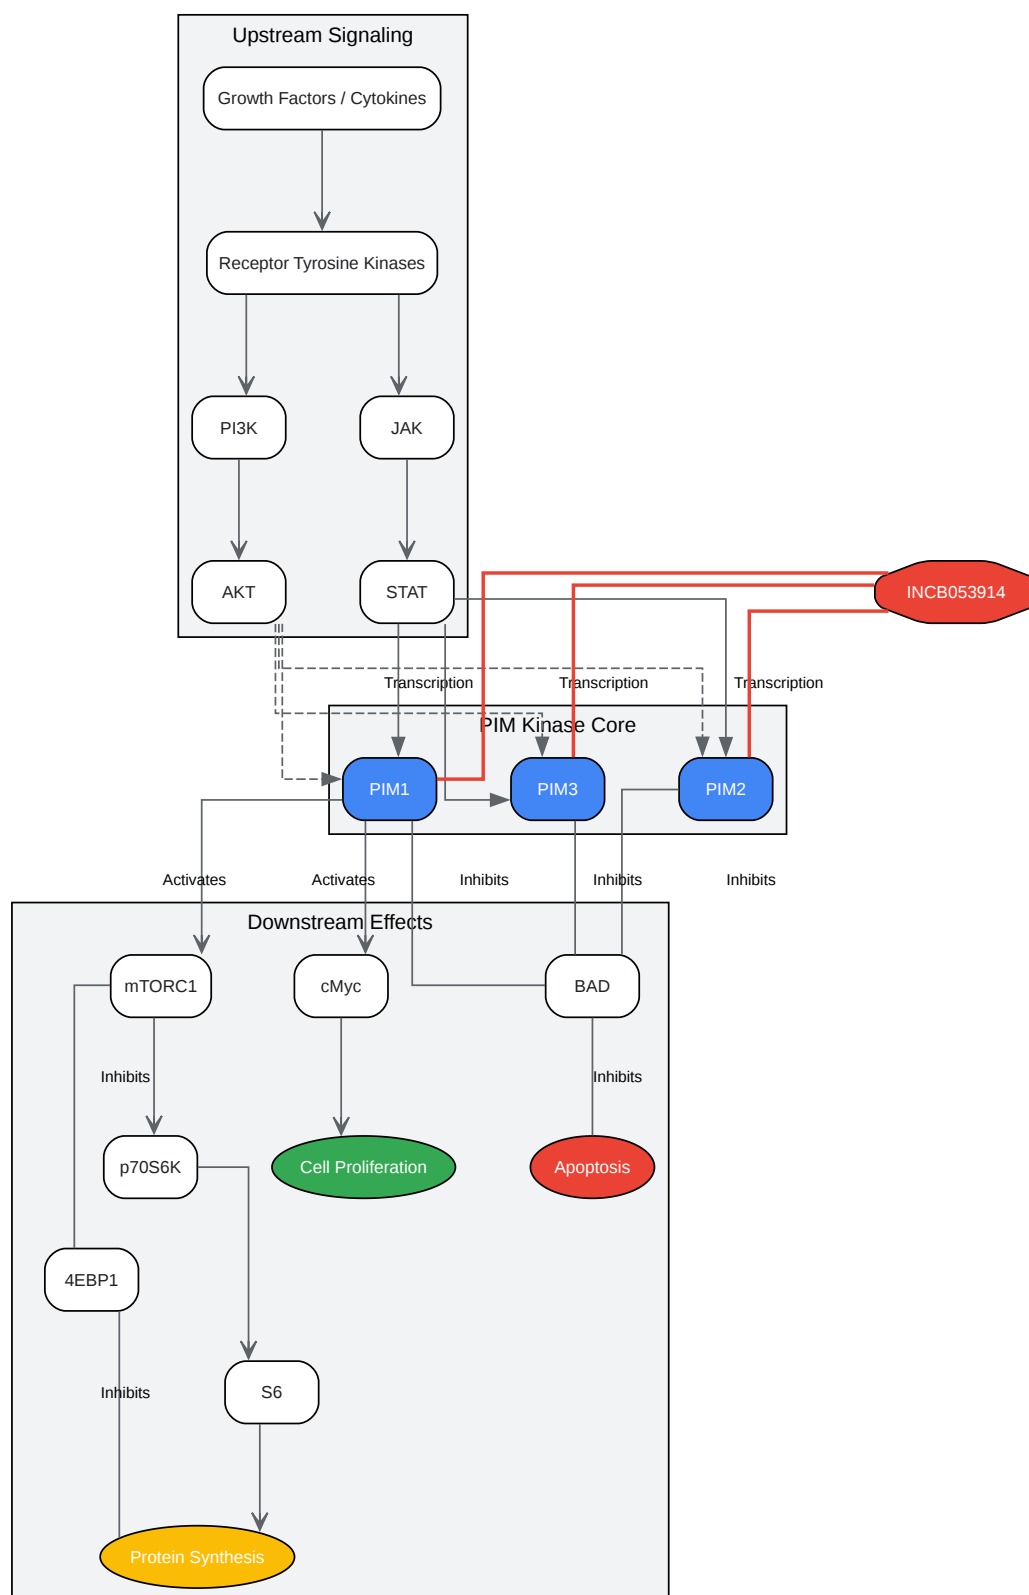 Upstream Signaling
Growth Factors / Cytokines
Receptor Tyrosine Kinases
PI3K
JAK
AKT
STAT
INCB053914
Transcription
Transcription
Transcription
PIM Kinase Core
PIM1
PIM3
PIM2
Activates
Activates
Inhibits
Inhibits
Inhibits
Downstream Effects
mTORC1
cMyc
BAD
Inhibits
Inhibits
p70S6K
Cell Proliferation
Apoptosis
4EBP1
Inhibits
S6
Protein Synthesis